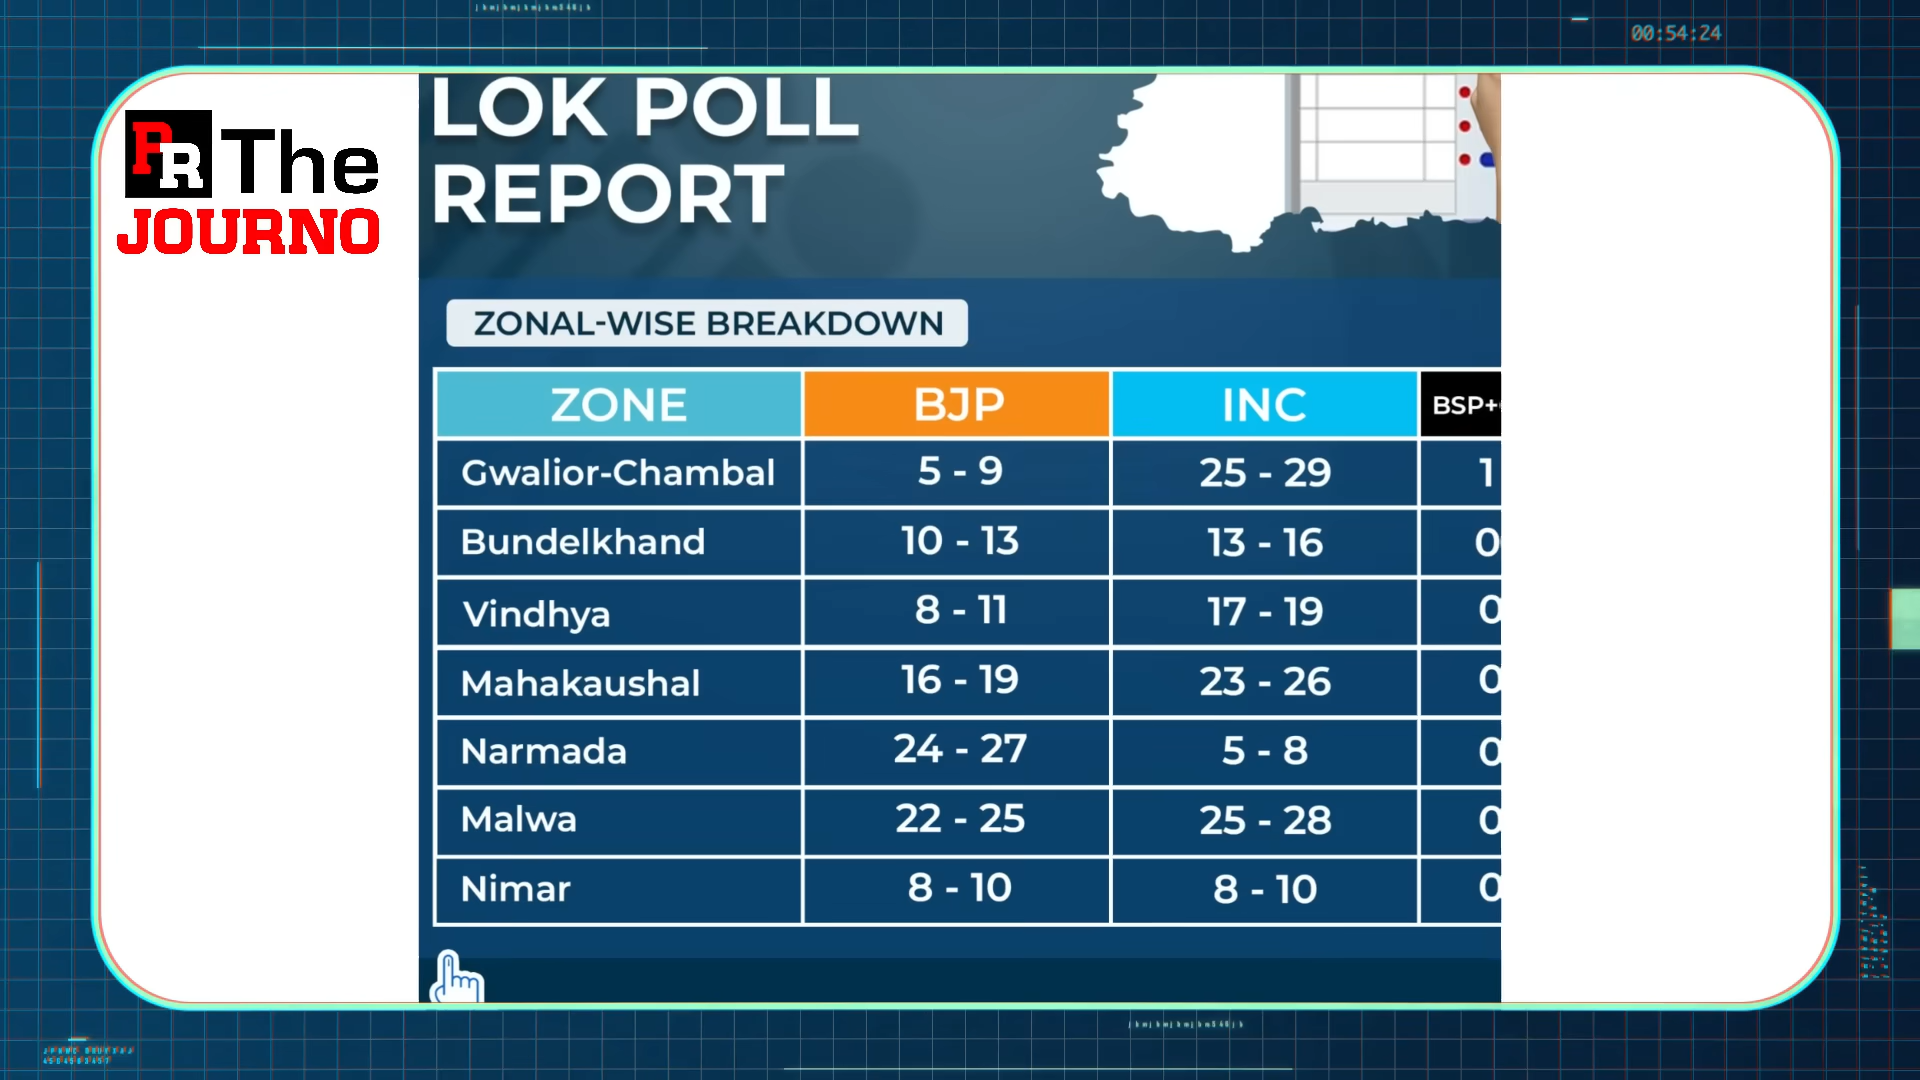 00:54:24
PR The
JOURNO
LOK POLL
REPORT
ZONAL-WISE BREAKDOWN
ZONE BJP INC BSP+
Gwalior-Chambal 5 - 9 25 - 29 1
Bundelkhand 10 - 13 13 - 16 0
Vindhya 8 - 11 17 - 19 0
Mahakaushal 16 - 19 23 - 26 0
Narmada 24 - 27 5 - 8 0
Malwa 22 - 25 25 - 28 0
Nimar 8 - 10 8 - 10 0